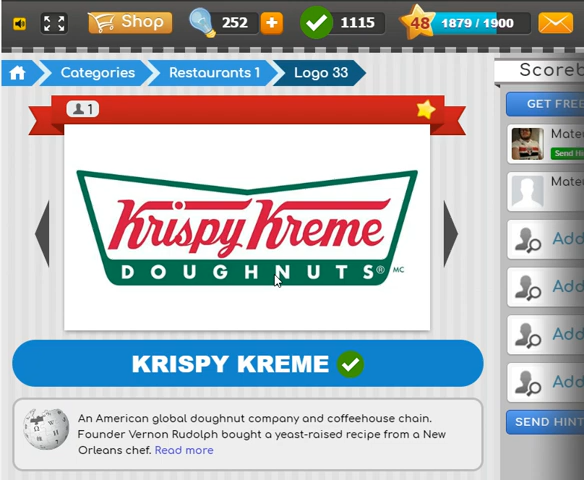 Shop
252
1115
48
1879 / 1900
Categories
Restaurants 1
Logo 33
1
Krispy Kreme
DOUGHNUTS® MC
KRISPY KREME
An American global doughnut company and coffeehouse chain.
Founder Vernon Rudolph bought a yeast-raised recipe from a New
Orleans chef. Read more
Scoreb
GET FREE
Mate
Send Hi
Mate
Add
Add
Add
Add
SEND HINT